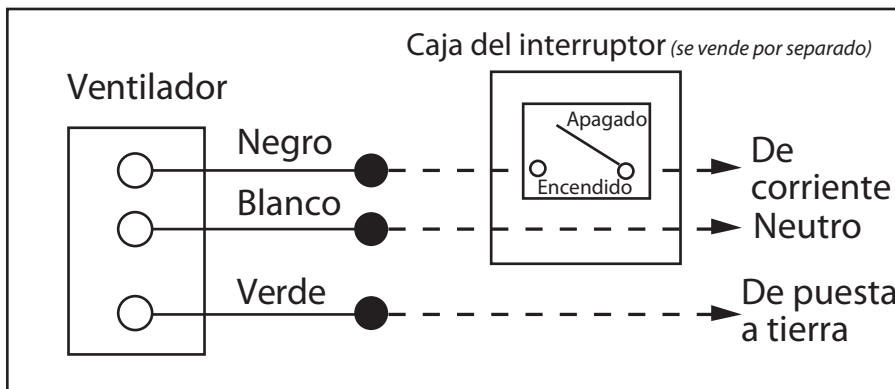 Caja del interruptor (se vende por separado)
Ventilador
Apagado
Negro
De
corriente
Encendido
Blanco
Neutro
Verde
De puesta
a tierra